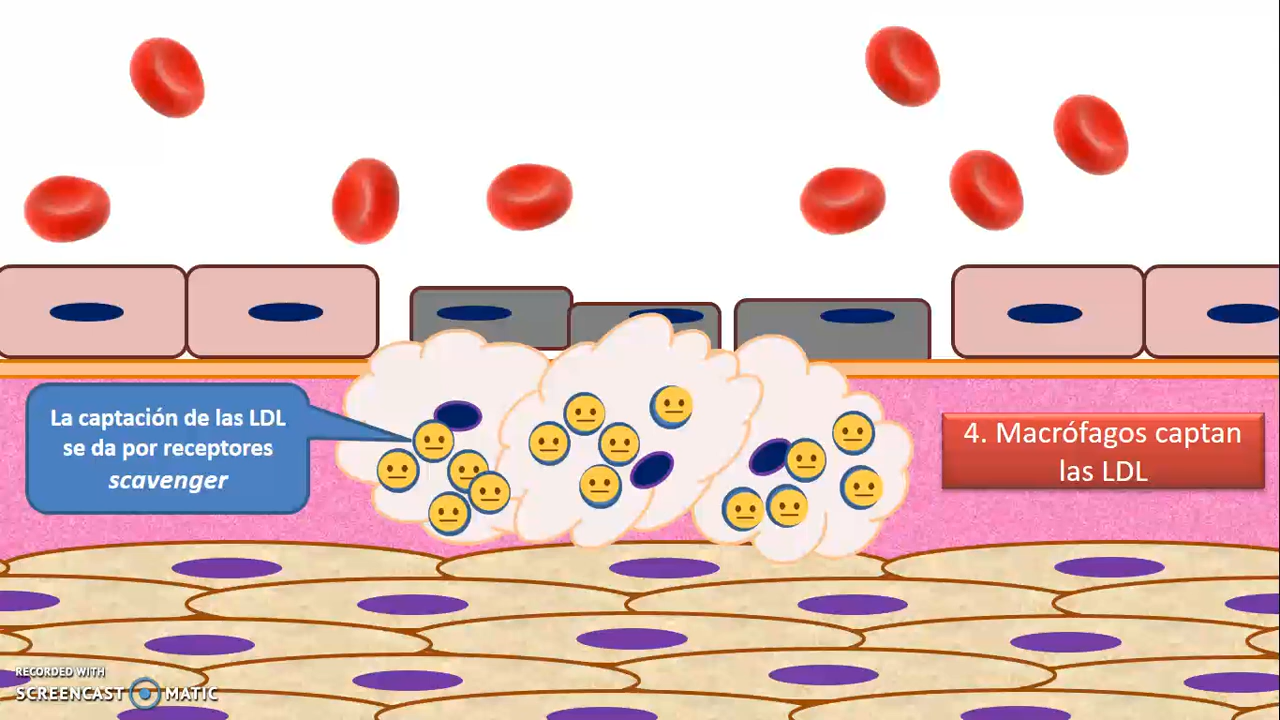 La captación de las LDL
se da por receptores
scavenger
4. Macrófagos captan
las LDL
RECORDED WITH
SCREENCAST MATIC